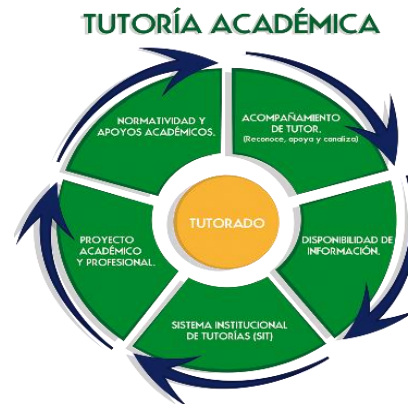 TUTORÍA ACADÉMICA
NORMATIVIDAD Y
APOYOS ACADÉMICOS.
ACOMPAÑAMIENTO
DE TUTOR.
(Reconoce, apoya y canaliza)
TUTORADO
PROYECTO
ACADÉMICO
Y PROFESIONAL.
DISPONIBILIDAD DE
INFORMACIÓN.
SISTEMA INSTITUCIONAL
DE TUTORÍAS (SIT)